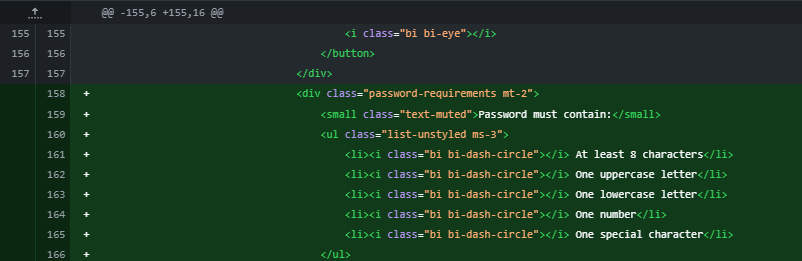 @@ -155,6 +155,16 @@
155 155 <i class="bi bi-eye"></i>
156 156 </button>
157 157 </div>
158 + <div class="password-requirements mt-2">
159 + <small class="text-muted">Password must contain:</small>
160 + <ul class="list-unstyled ms-3">
161 + <li><i class="bi bi-dash-circle"></i> At least 8 characters</li>
162 + <li><i class="bi bi-dash-circle"></i> One uppercase letter</li>
163 + <li><i class="bi bi-dash-circle"></i> One lowercase letter</li>
164 + <li><i class="bi bi-dash-circle"></i> One number</li>
165 + <li><i class="bi bi-dash-circle"></i> One special character</li>
166 + </ul>